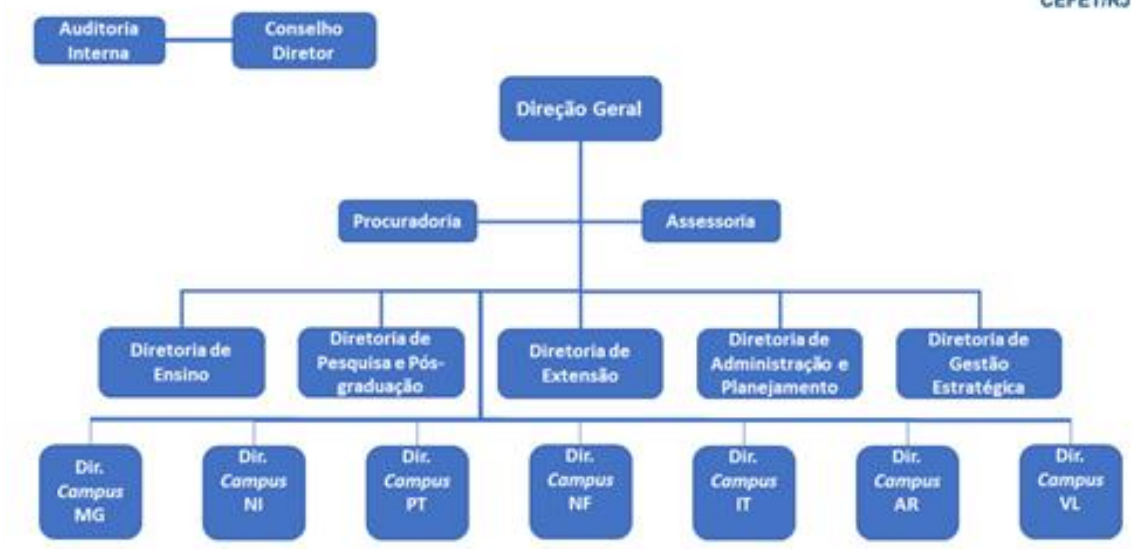 CEFET/RJ
Auditoria
Interna
Conselho
Diretor
Direção Geral
Procuradoria
Assessoria
Diretoria de
Ensino
Diretoria de
Pesquisa e Pós-
graduação
Diretoria de
Extensão
Diretoria de
Administração e
Planejamento
Diretoria de
Gestão
Estratégica
Dir.
Campus
MG
Dir.
Campus
NI
Dir.
Campus
PT
Dir.
Campus
NF
Dir.
Campus
IT
Dir.
Campus
AR
Dir.
Campus
VL